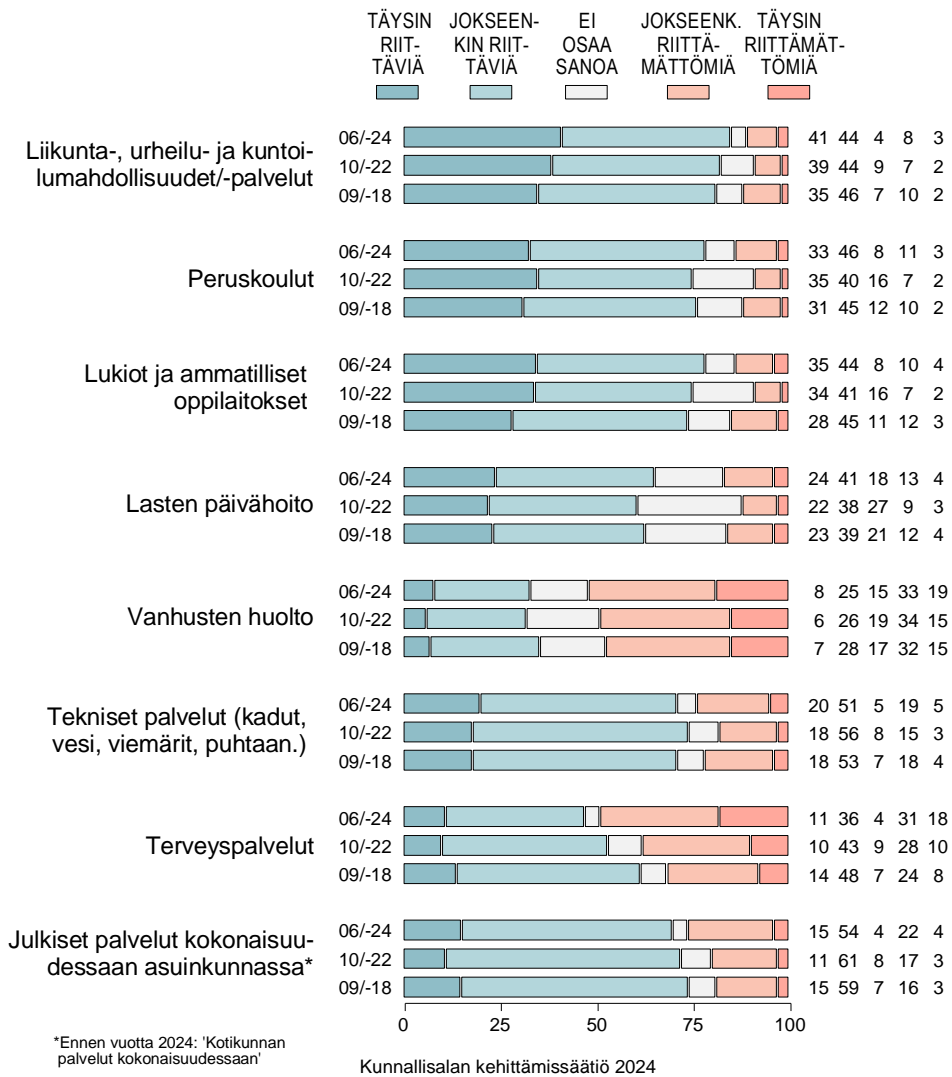 TÄYSIN RIIT- TÄVIÄ
JOKSEEN- KIN RIIT- TÄVIÄ
EI OSAA SANOA
JOKSEENK. RIITTÄ- MÄTTÖMIÄ
TÄYSIN RIITTÄMÄT- TÖMIÄ
Liikunta-, urheilu- ja kuntoi-
lumahdollisuudet/-palvelut
06/-24 41 44 4 8 3
10/-22 39 44 9 7 2
09/-18 35 46 7 10 2
Peruskoulut
06/-24 33 46 8 11 3
10/-22 35 40 16 7 2
09/-18 31 45 12 10 2
Lukiot ja ammatilliset
oppilaitokset
06/-24 35 44 8 10 4
10/-22 34 41 16 7 2
09/-18 28 45 11 12 3
Lasten päivähoito
06/-24 24 41 18 13 4
10/-22 22 38 27 9 3
09/-18 23 39 21 12 4
Vanhusten huolto
06/-24 8 25 15 33 19
10/-22 6 26 19 34 15
09/-18 7 28 17 32 15
Tekniset palvelut (kadut,
vesi, viemärit, puhtaan.)
06/-24 20 51 5 19 5
10/-22 18 56 8 15 3
09/-18 18 53 7 18 4
Terveyspalvelut
06/-24 11 36 4 31 18
10/-22 10 43 9 28 10
09/-18 14 48 7 24 8
Julkiset palvelut kokonaisuu-
dessaan asuinkunnassa*
06/-24 15 54 4 22 4
10/-22 11 61 8 17 3
09/-18 15 59 7 16 3
0 25 50 75 100
*Ennen vuotta 2024: 'Kotikunnan
palvelut kokonaisuudessaan'
Kunnallisalan kehittämissäätiö 2024